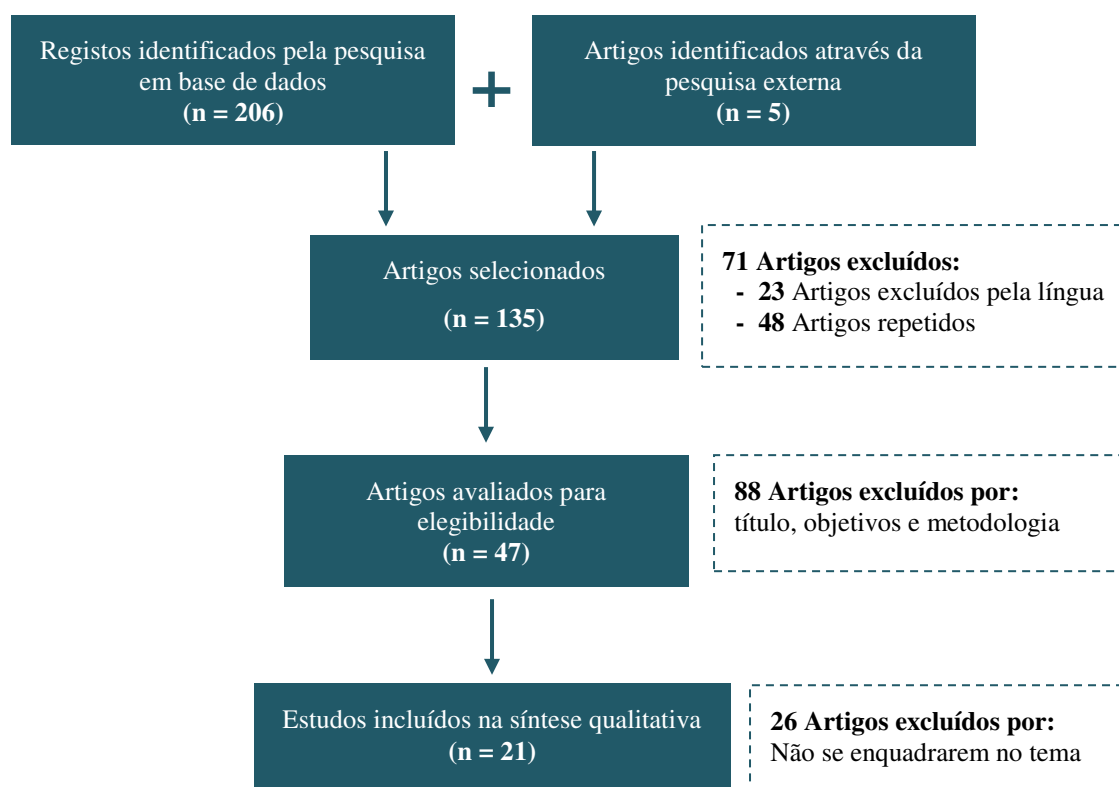 Registos identificados pela pesquisa
em base de dados
(n = 206)
+
Artigos identificados através da
pesquisa externa
(n = 5)
Artigos selecionados
(n = 135)
71 Artigos excluídos:
- 23 Artigos excluídos pela língua
- 48 Artigos repetidos
Artigos avaliados para
elegibilidade
(n = 47)
88 Artigos excluídos por:
título, objetivos e metodologia
Estudos incluídos na síntese qualitativa
(n = 21)
26 Artigos excluídos por:
Não se enquadrarem no tema